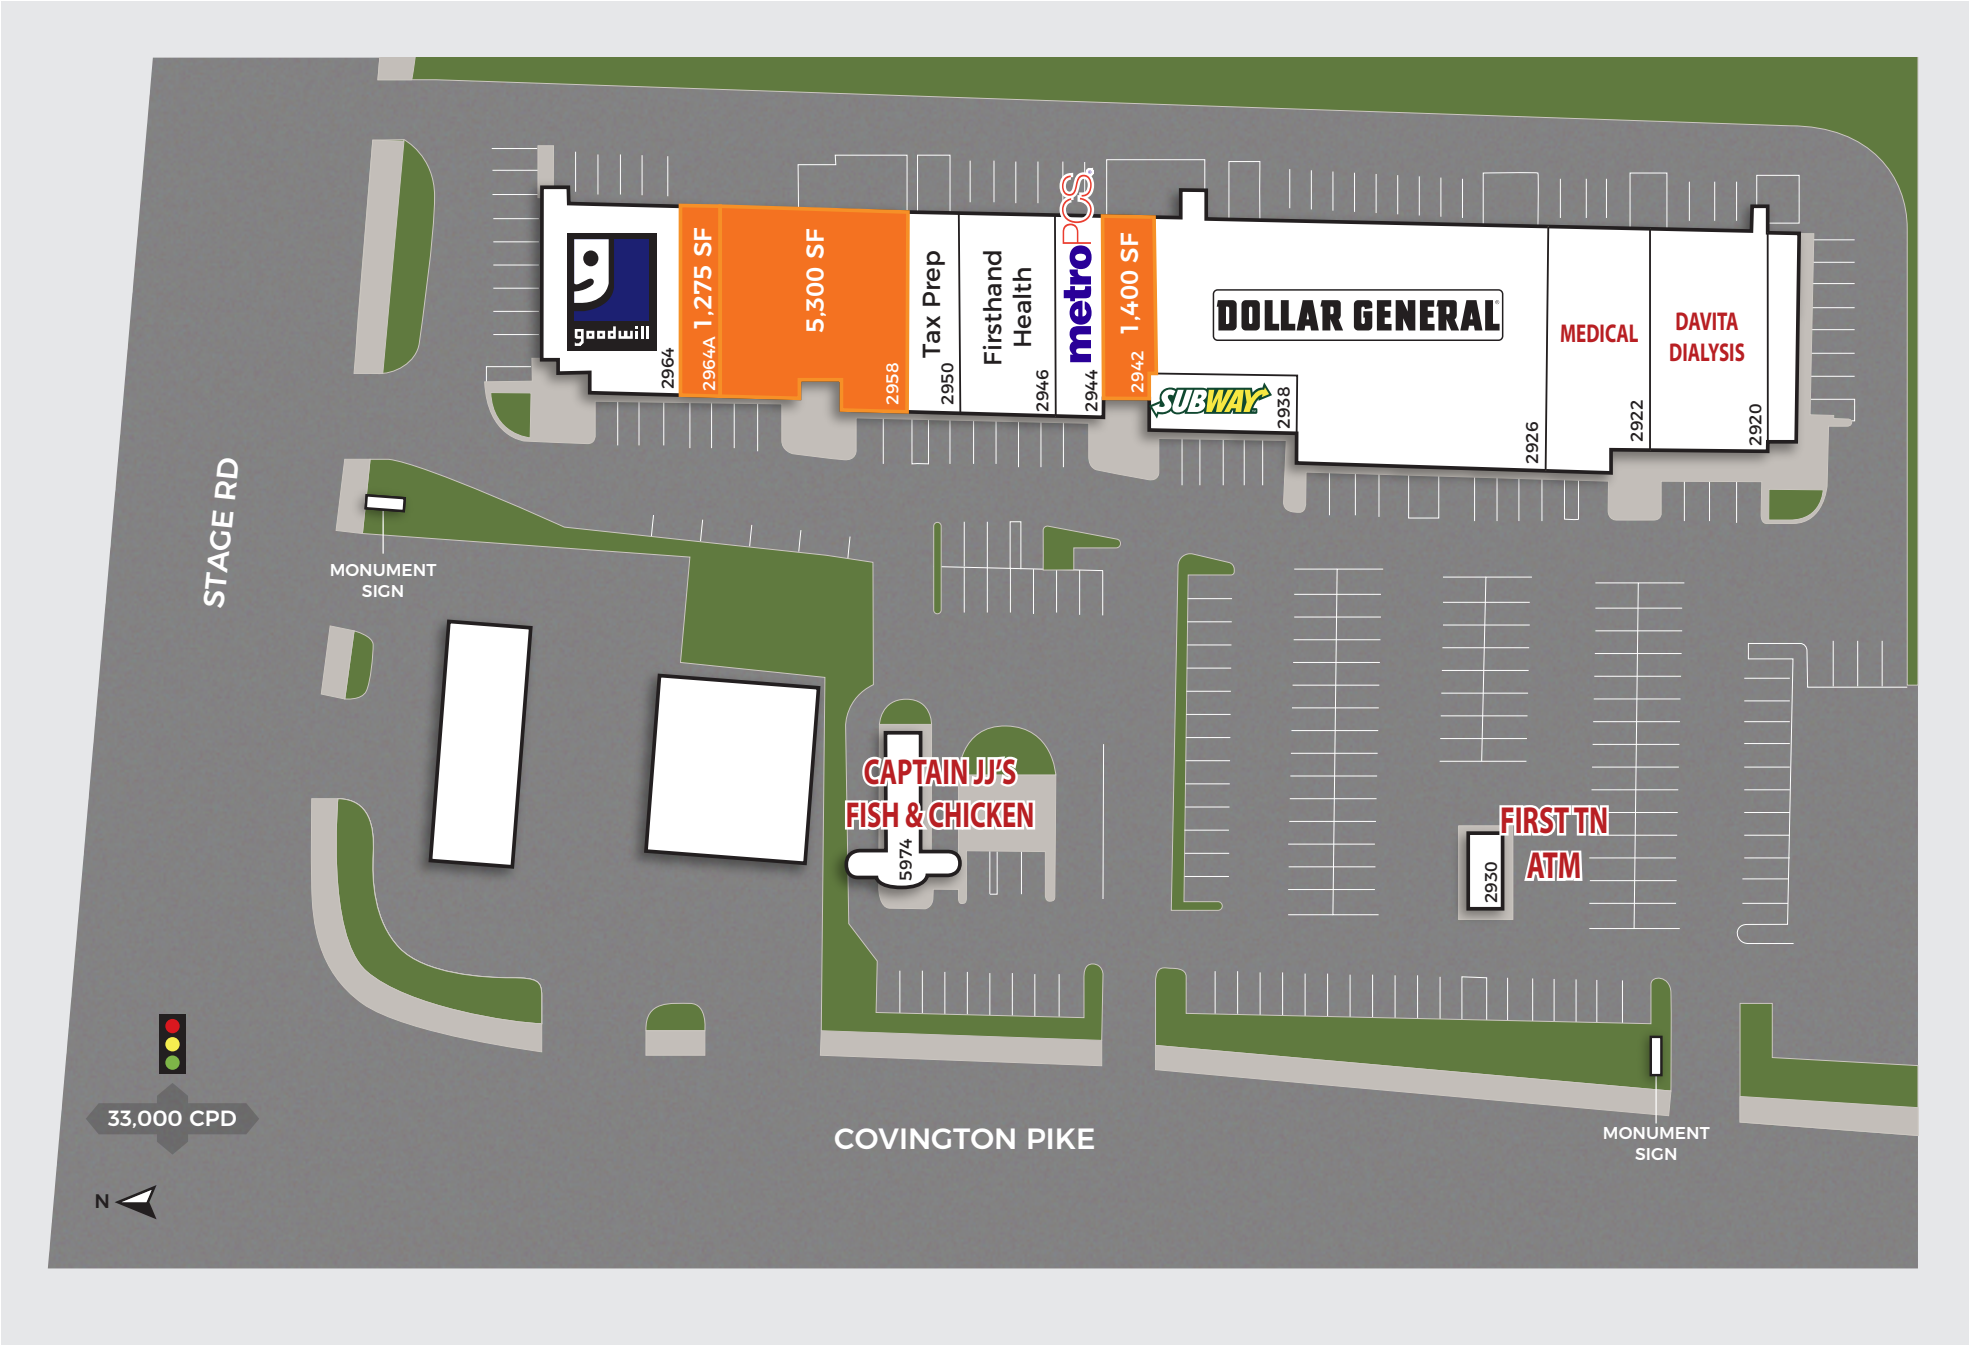 goodwill
2964
2964A 1,275 SF
5,300 SF
2958
Tax Prep
2950
Firsthand
Health
2946
metroPCS
2944
2942 1,400 SF
SUBWAY
2938
DOLLAR GENERAL
2926
MEDICAL
2922
DAVITA
DIALYSIS
2920
STAGE RD
MONUMENT
SIGN
CAPTAIN JJ'S
FISH & CHICKEN
5974
FIRST TN
ATM
2930
33,000 CPD
COVINGTON PIKE
MONUMENT
SIGN
N